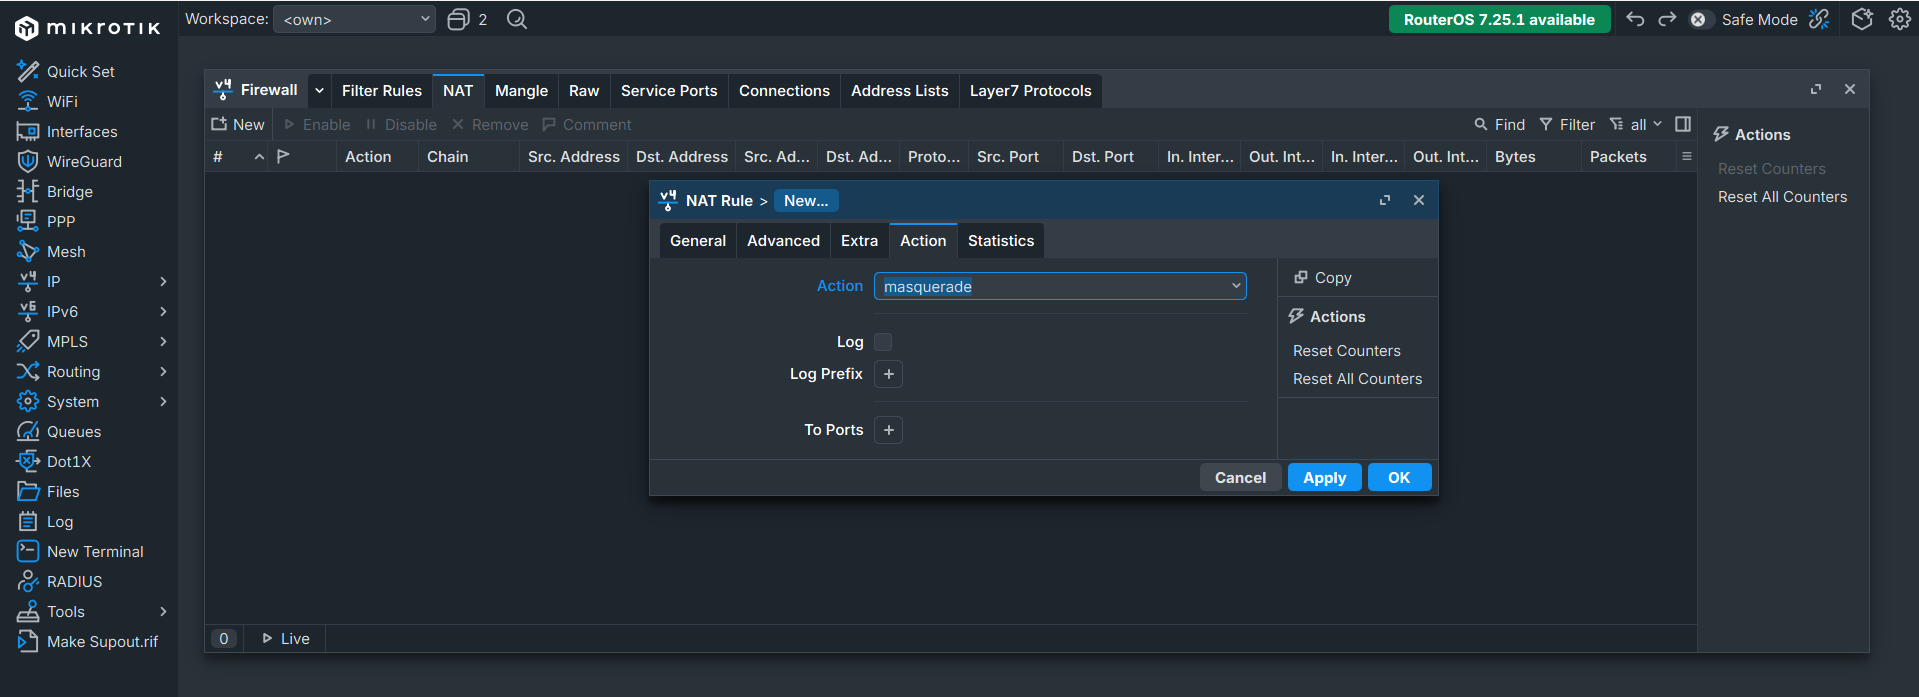 mikrotik
Workspace: <own> 2 RouterOS 7.25.1 available Safe Mode
Quick Set
WiFi
Interfaces
WireGuard
Bridge
PPP
Mesh
IP
IPv6
MPLS
Routing
System
Queues
Dot1X
Files
Log
New Terminal
RADIUS
Tools
Make Supout.rif
v4 Firewall Filter Rules NAT Mangle Raw Service Ports Connections Address Lists Layer7 Protocols
New Enable Disable Remove Comment Find Filter all
# Action Chain Src. Address Dst. Address Src. Ad... Dst. Ad... Proto... Src. Port Dst. Port In. Inter... Out. Int... In. Inter... Out. Int... Bytes Packets
Actions
Reset Counters
Reset All Counters
v4 NAT Rule > New...
General Advanced Extra Action Statistics
Action masquerade
Log
Log Prefix +
To Ports +
Copy
Actions
Reset Counters
Reset All Counters
Cancel Apply OK
0 Live